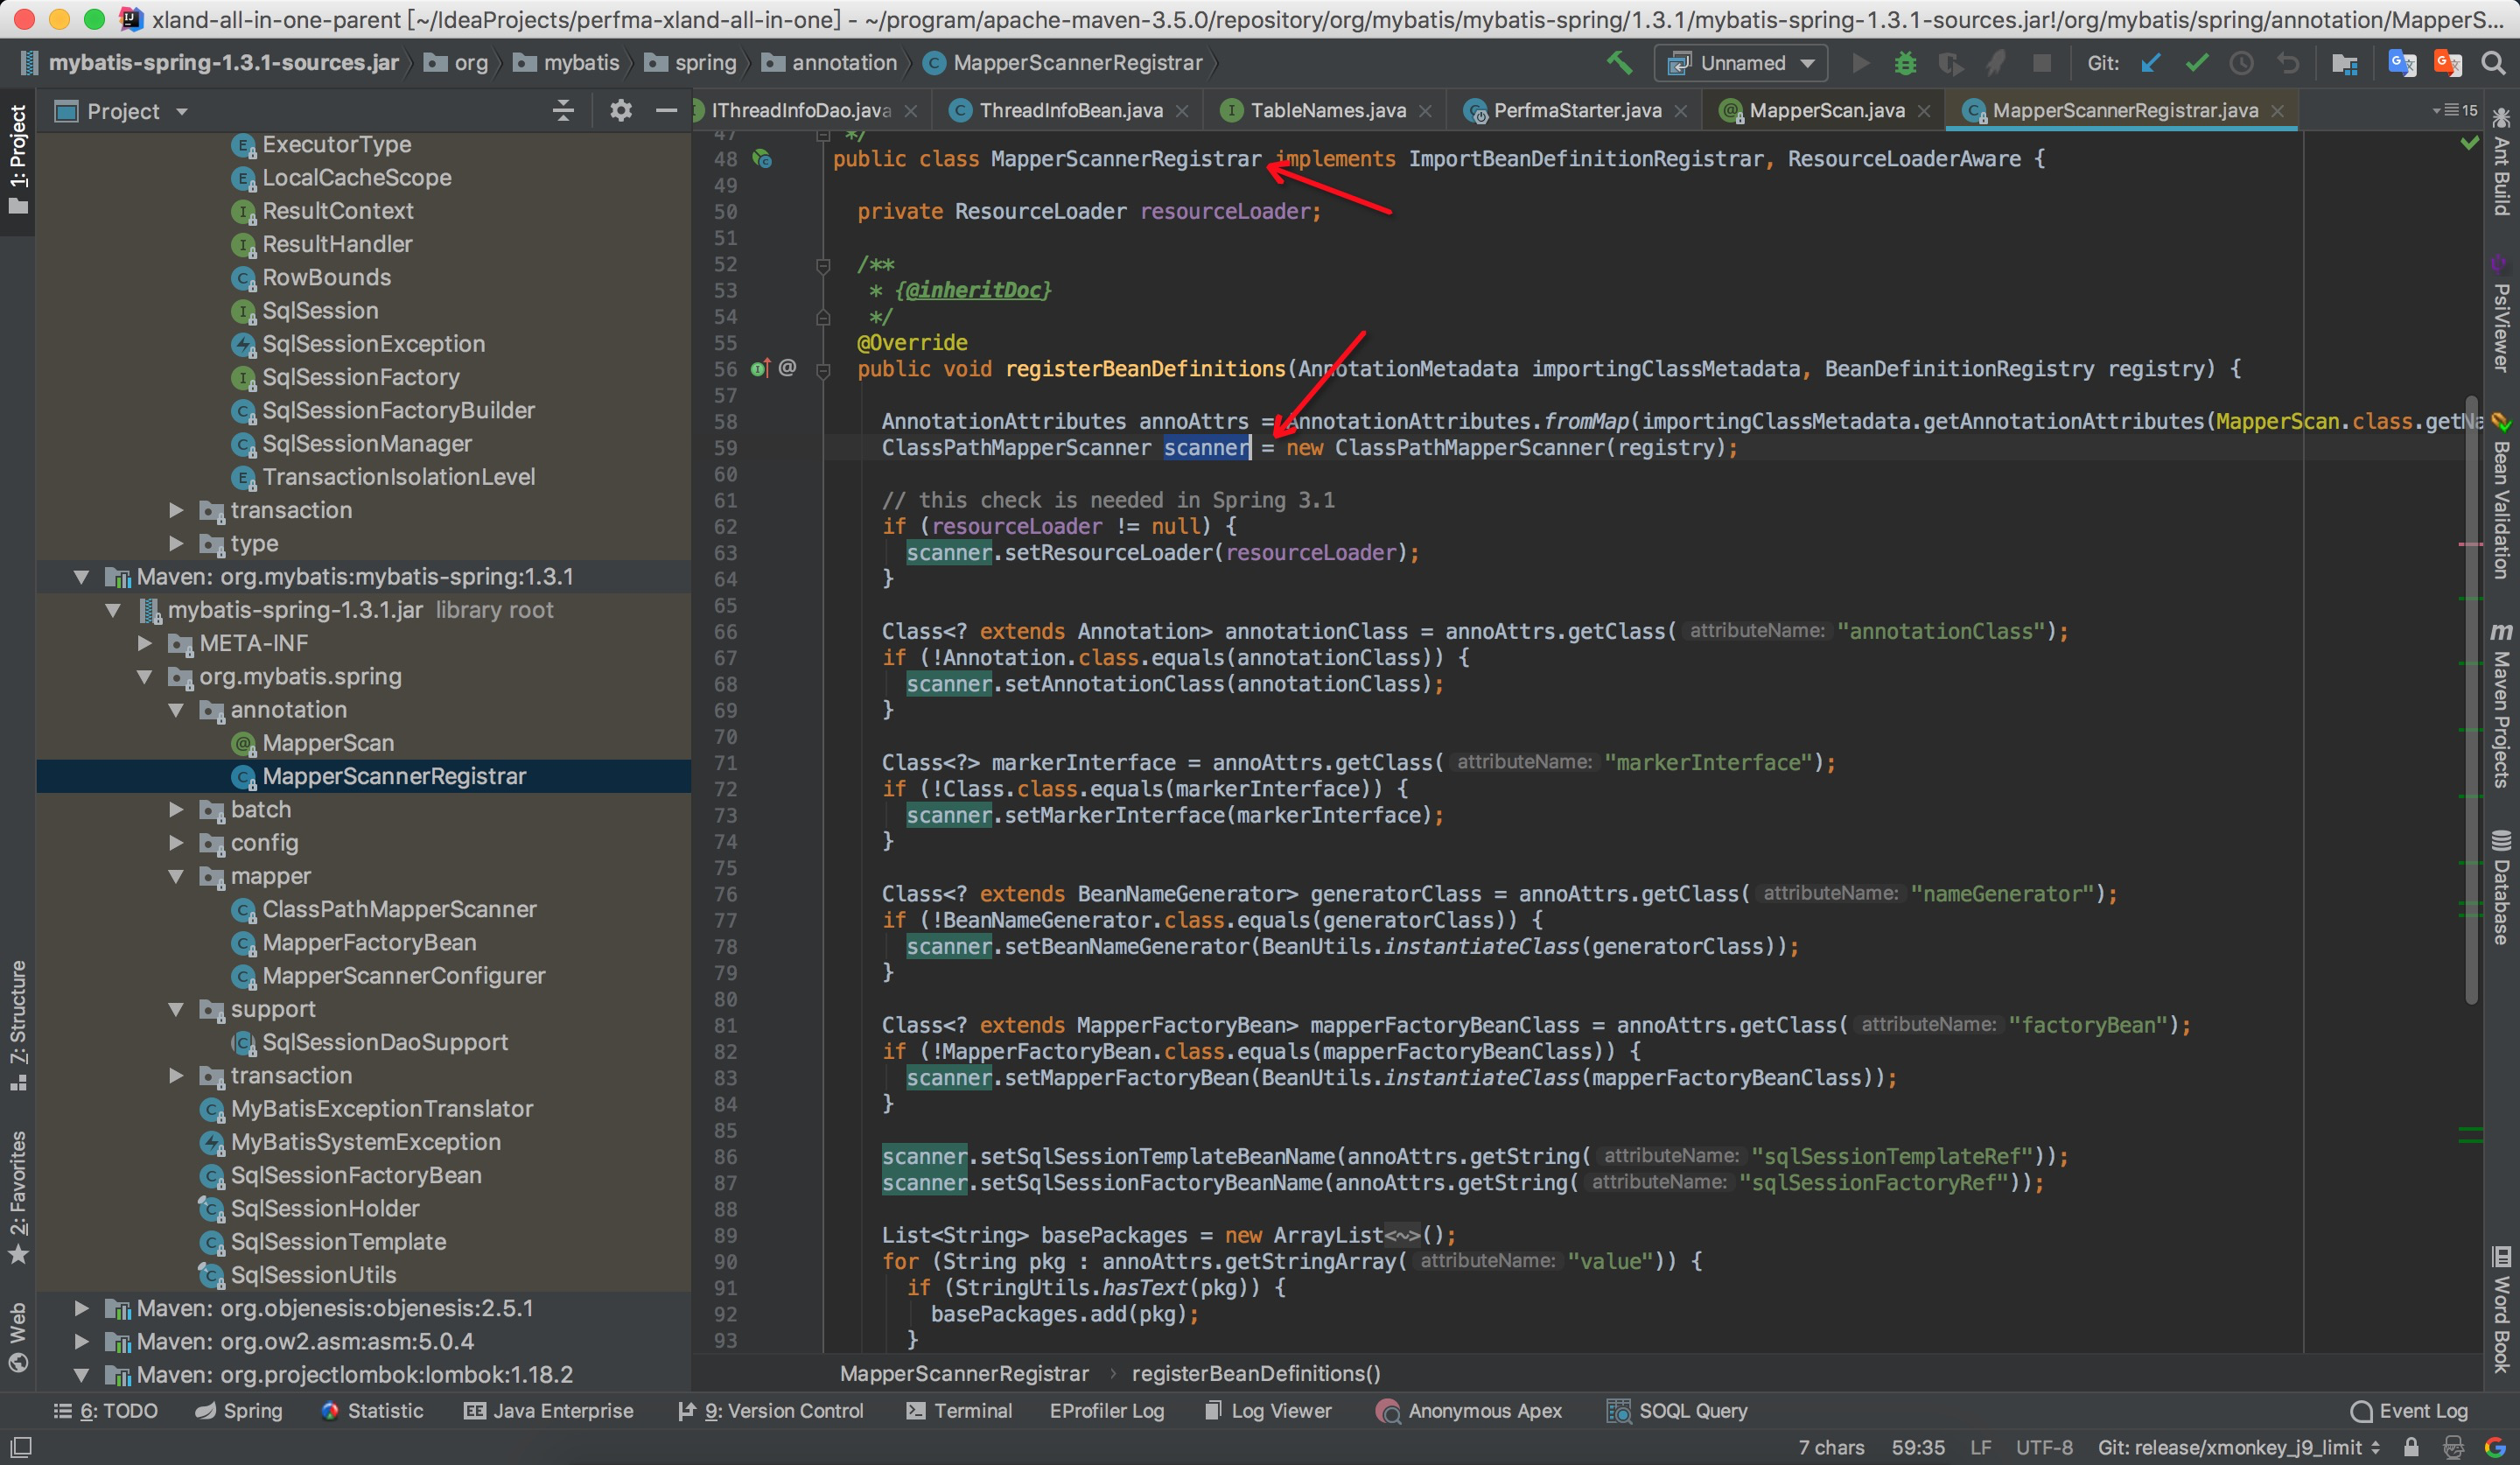 xland-all-in-one-parent [~/IdeaProjects/perfma-xland-all-in-one] - ~/program/apache-maven-3.5.0/repository/org/mybatis/mybatis-spring/1.3.1/mybatis-spring-1.3.1-sources.jar!/org/mybatis/spring/annotation/MapperS...
mybatis-spring-1.3.1-sources.jar org mybatis spring annotation MapperScannerRegistrar Unnamed Git:
Project
IThreadInfoDao.java ThreadInfoBean.java TableNames.java PerfmaStarter.java MapperScan.java MapperScannerRegistrar.java 15
1: Project
7: Structure
2: Favorites
Web
ExecutorType
LocalCacheScope
ResultContext
ResultHandler
RowBounds
SqlSession
SqlSessionException
SqlSessionFactory
SqlSessionFactoryBuilder
SqlSessionManager
TransactionIsolationLevel
transaction
type
Maven: org.mybatis:mybatis-spring:1.3.1
mybatis-spring-1.3.1.jar library root
META-INF
org.mybatis.spring
annotation
MapperScan
MapperScannerRegistrar
batch
config
mapper
ClassPathMapperScanner
MapperFactoryBean
MapperScannerConfigurer
support
SqlSessionDaoSupport
transaction
MyBatisExceptionTranslator
MyBatisSystemException
SqlSessionFactoryBean
SqlSessionHolder
SqlSessionTemplate
SqlSessionUtils
Maven: org.objenesis:objenesis:2.5.1
Maven: org.ow2.asm:asm:5.0.4
Maven: org.projectlombok:lombok:1.18.2
47 */
48 public class MapperScannerRegistrar implements ImportBeanDefinitionRegistrar, ResourceLoaderAware {
49
50 private ResourceLoader resourceLoader;
51
52 /**
53 * {@inheritDoc}
54 */
55 @Override
56 @ public void registerBeanDefinitions(AnnotationMetadata importingClassMetadata, BeanDefinitionRegistry registry) {
57
58 AnnotationAttributes annoAttrs = AnnotationAttributes.fromMap(importingClassMetadata.getAnnotationAttributes(MapperScan.class.getNa
59 ClassPathMapperScanner scanner = new ClassPathMapperScanner(registry);
60
61 // this check is needed in Spring 3.1
62 if (resourceLoader != null) {
63 scanner.setResourceLoader(resourceLoader);
64 }
65
66 Class<? extends Annotation> annotationClass = annoAttrs.getClass( attributeName: "annotationClass");
67 if (!Annotation.class.equals(annotationClass)) {
68 scanner.setAnnotationClass(annotationClass);
69 }
70
71 Class<?> markerInterface = annoAttrs.getClass( attributeName: "markerInterface");
72 if (!Class.class.equals(markerInterface)) {
73 scanner.setMarkerInterface(markerInterface);
74 }
75
76 Class<? extends BeanNameGenerator> generatorClass = annoAttrs.getClass( attributeName: "nameGenerator");
77 if (!BeanNameGenerator.class.equals(generatorClass)) {
78 scanner.setBeanNameGenerator(BeanUtils.instantiateClass(generatorClass));
79 }
80
81 Class<? extends MapperFactoryBean> mapperFactoryBeanClass = annoAttrs.getClass( attributeName: "factoryBean");
82 if (!MapperFactoryBean.class.equals(mapperFactoryBeanClass)) {
83 scanner.setMapperFactoryBean(BeanUtils.instantiateClass(mapperFactoryBeanClass));
84 }
85
86 scanner.setSqlSessionTemplateBeanName(annoAttrs.getString( attributeName: "sqlSessionTemplateRef"));
87 scanner.setSqlSessionFactoryBeanName(annoAttrs.getString( attributeName: "sqlSessionFactoryRef"));
88
89 List<String> basePackages = new ArrayList<~>();
90 for (String pkg : annoAttrs.getStringArray( attributeName: "value")) {
91 if (StringUtils.hasText(pkg)) {
92 basePackages.add(pkg);
93 }
MapperScannerRegistrar › registerBeanDefinitions()
Ant Build
PsiViewer
Bean Validation
Maven Projects
Database
Word Book
6: TODO Spring Statistic Java Enterprise 9: Version Control Terminal EProfiler Log Log Viewer Anonymous Apex SOQL Query Event Log
7 chars 59:35 LF UTF-8 Git: release/xmonkey_j9_limit